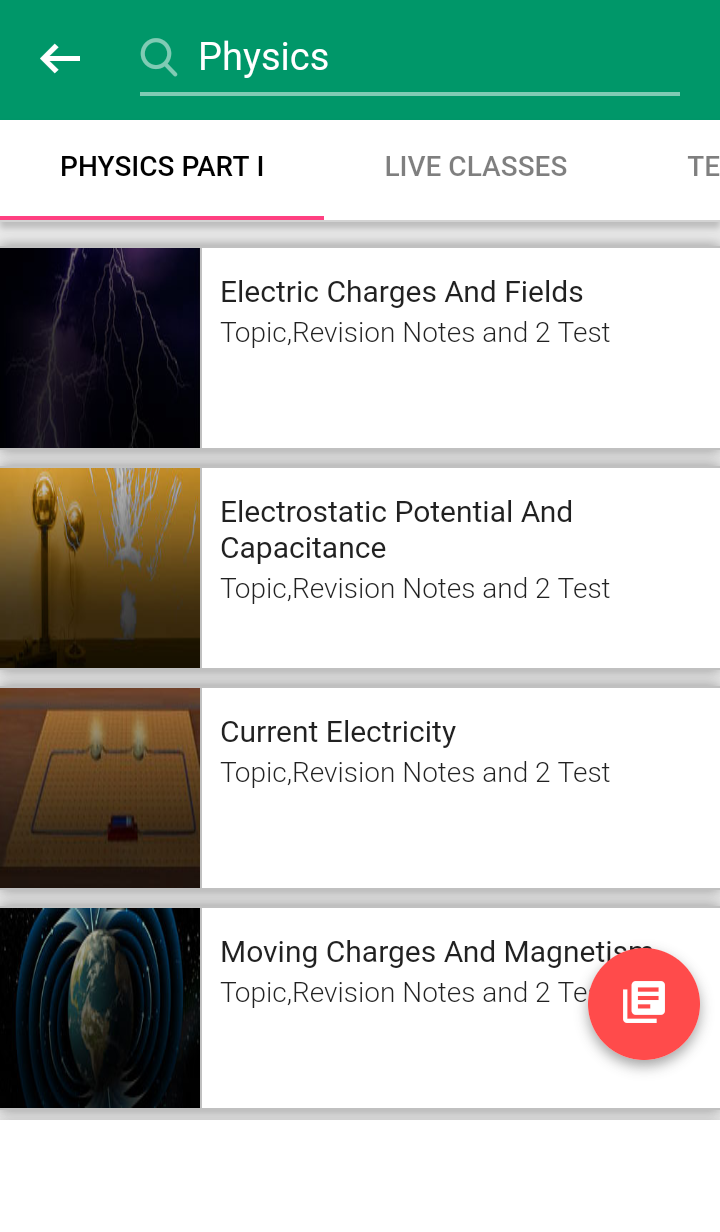 Physics
PHYSICS PART I
LIVE CLASSES
TE
Electric Charges And Fields
Topic,Revision Notes and 2 Test
Electrostatic Potential And
Capacitance
Topic,Revision Notes and 2 Test
Current Electricity
Topic,Revision Notes and 2 Test
Moving Charges And Magnetism
Topic,Revision Notes and 2 Te